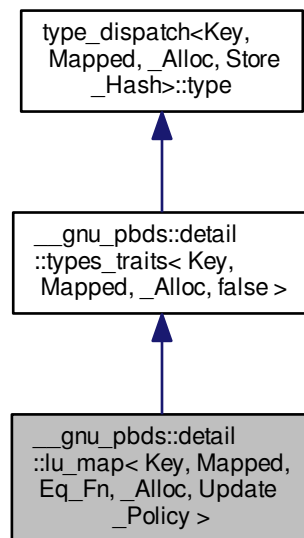 type_dispatch<Key,
Mapped, _Alloc, Store
_Hash>::type
__gnu_pbds::detail
::types_traits< Key,
Mapped, _Alloc, false >
__gnu_pbds::detail
::lu_map< Key, Mapped,
Eq_Fn, _Alloc, Update
_Policy >